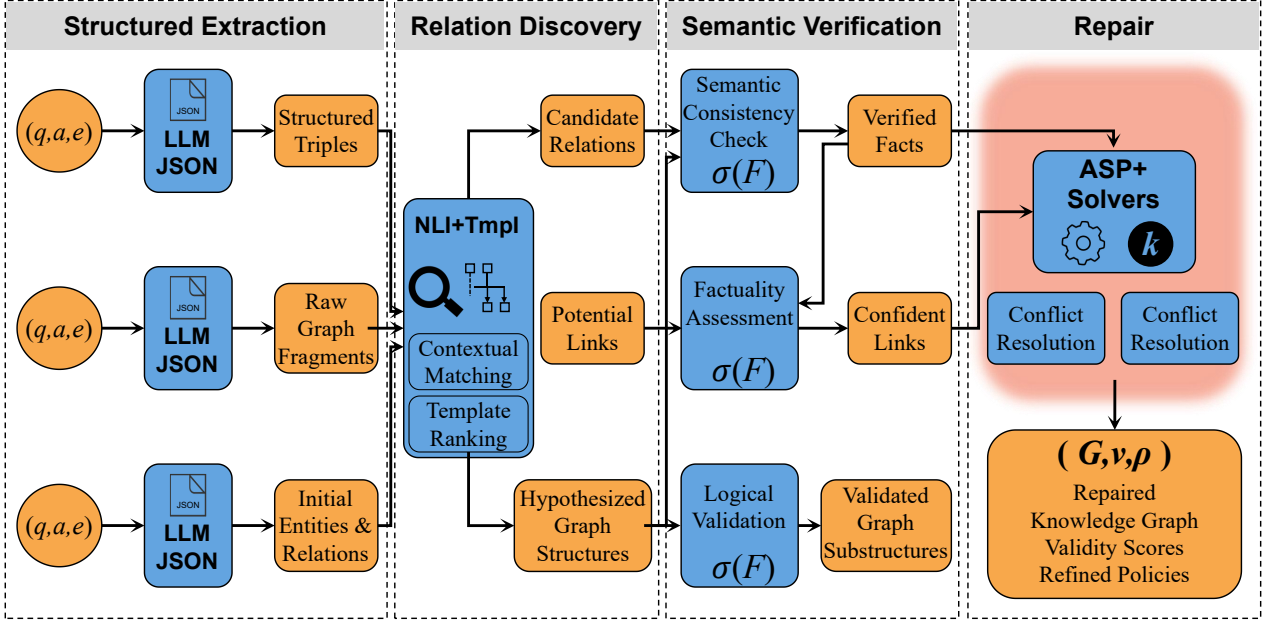 Structured Extraction
Relation Discovery
Semantic Verification
Repair
(q,a,e)
JSON
LLM
JSON
Structured
Triples
(q,a,e)
JSON
LLM
JSON
Raw
Graph
Fragments
(q,a,e)
JSON
LLM
JSON
Initial
Entities &
Relations
NLI+Tmpl
Contextual
Matching
Template
Ranking
Candidate
Relations
Potential
Links
Hypothesized
Graph
Structures
Semantic
Consistency
Check
σ(F)
Factuality
Assessment
σ(F)
Logical
Validation
σ(F)
Verified
Facts
Confident
Links
Validated
Graph
Substructures
ASP+
Solvers
k
Conflict
Resolution
Conflict
Resolution
( G,v,ρ )
Repaired
Knowledge Graph
Validity Scores
Refined Policies